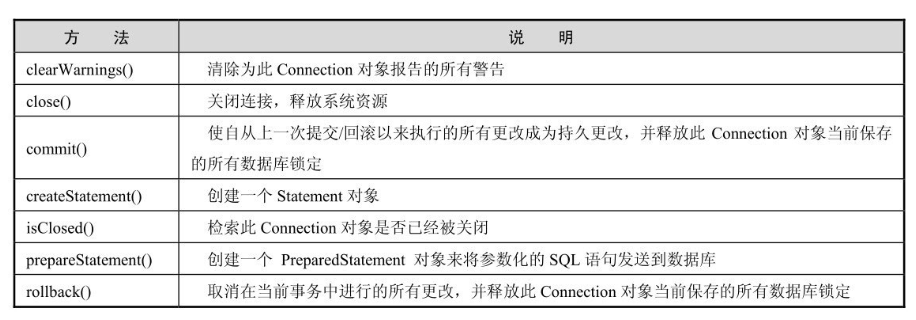 方 法 说 明
clearWarnings() 清除为此 Connection 对象报告的所有警告
close() 关闭连接，释放系统资源
commit() 使自从上一次提交/回滚以来执行的所有更改成为持久更改，并释放此 Connection 对象当前保存
的所有数据库锁定
createStatement() 创建一个 Statement 对象
isClosed() 检索此 Connection 对象是否已经被关闭
prepareStatement() 创建一个 PreparedStatement 对象来将参数化的 SQL 语句发送到数据库
rollback() 取消在当前事务中进行的所有更改，并释放此 Connection 对象当前保存的所有数据库锁定